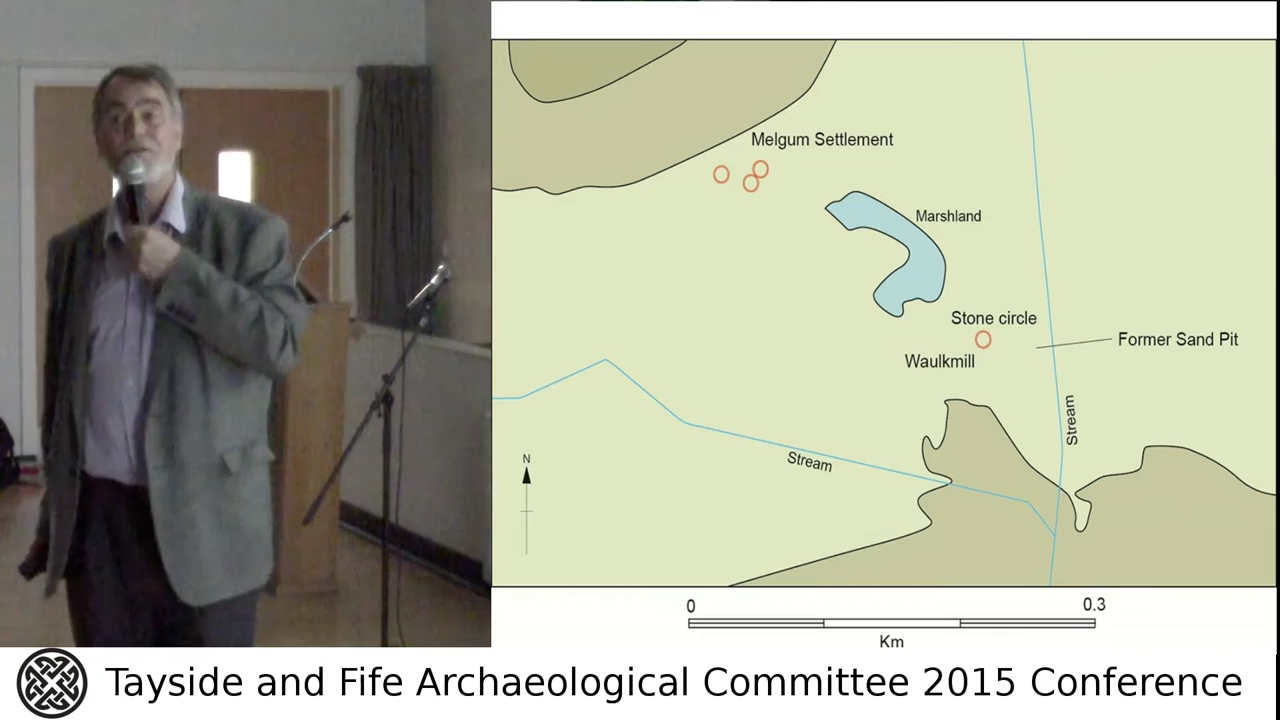 Melgum Settlement
Marshland
Stone circle
Former Sand Pit
Waulkmill
Stream
Stream
N
0 0.3
Km
Tayside and Fife Archaeological Committee 2015 Conference